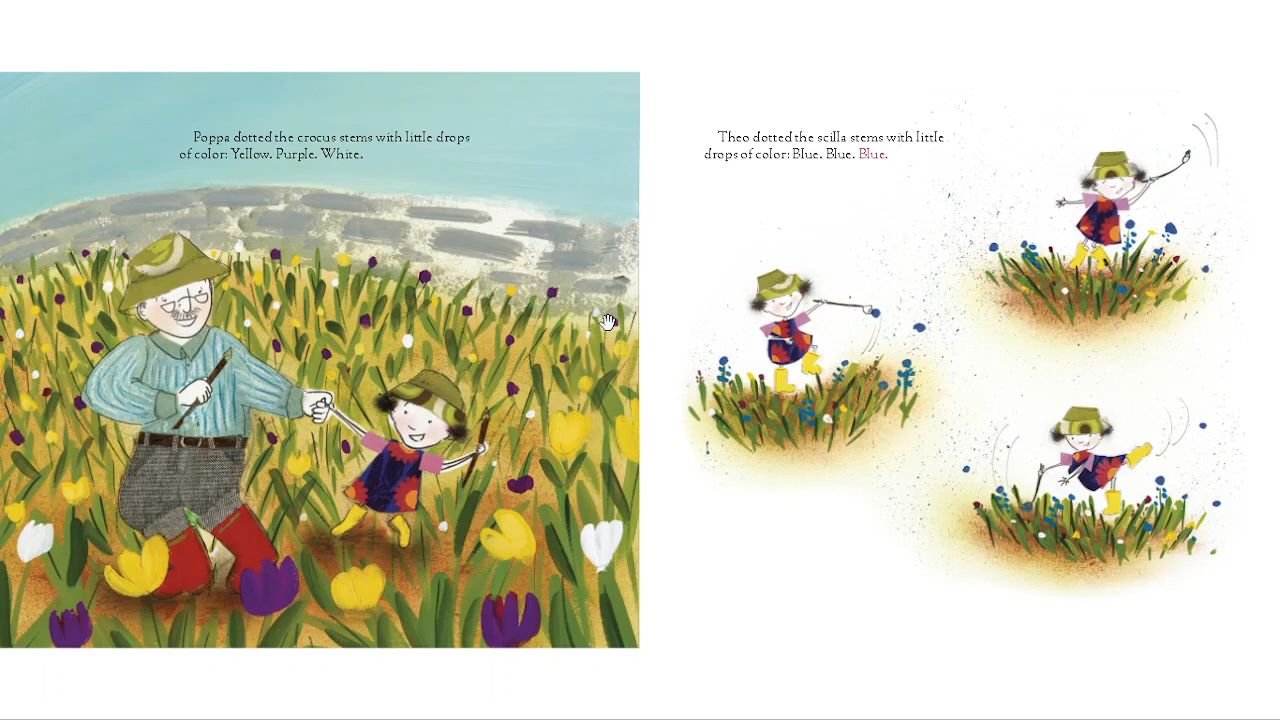 Poppa dotted the crocus stems with little drops
of color: Yellow. Purple. White.
Theo dotted the scilla stems with little
drops of color: Blue. Blue. Blue.